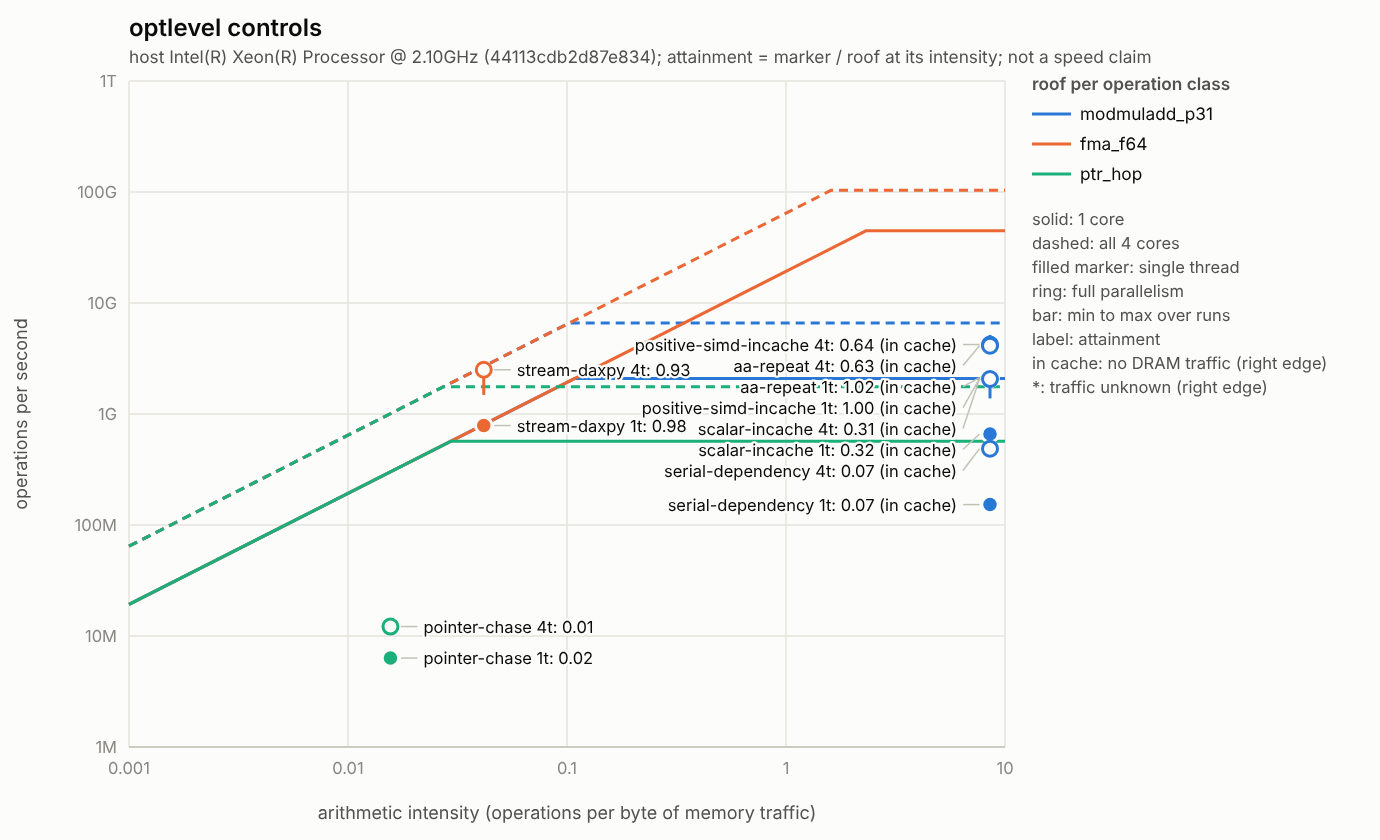 optlevel controls
host Intel(R) Xeon(R) Processor @ 2.10GHz (44113cdb2d87e834); attainment = marker / roof at its intensity; not a speed claim
1T
100G
10G
1G
100M
10M
1M
0.001
0.01
0.1
1
10
operations per second
arithmetic intensity (operations per byte of memory traffic)
positive-simd-incache 4t: 0.64 (in cache)
aa-repeat 4t: 0.63 (in cache)
stream-daxpy 4t: 0.93
aa-repeat 1t: 1.02 (in cache)
positive-simd-incache 1t: 1.00 (in cache)
stream-daxpy 1t: 0.98
scalar-incache 4t: 0.31 (in cache)
scalar-incache 1t: 0.32 (in cache)
serial-dependency 4t: 0.07 (in cache)
serial-dependency 1t: 0.07 (in cache)
pointer-chase 4t: 0.01
pointer-chase 1t: 0.02
roof per operation class
modmuladd_p31
fma_f64
ptr_hop
solid: 1 core
dashed: all 4 cores
filled marker: single thread
ring: full parallelism
bar: min to max over runs
label: attainment
in cache: no DRAM traffic (right edge)
*: traffic unknown (right edge)